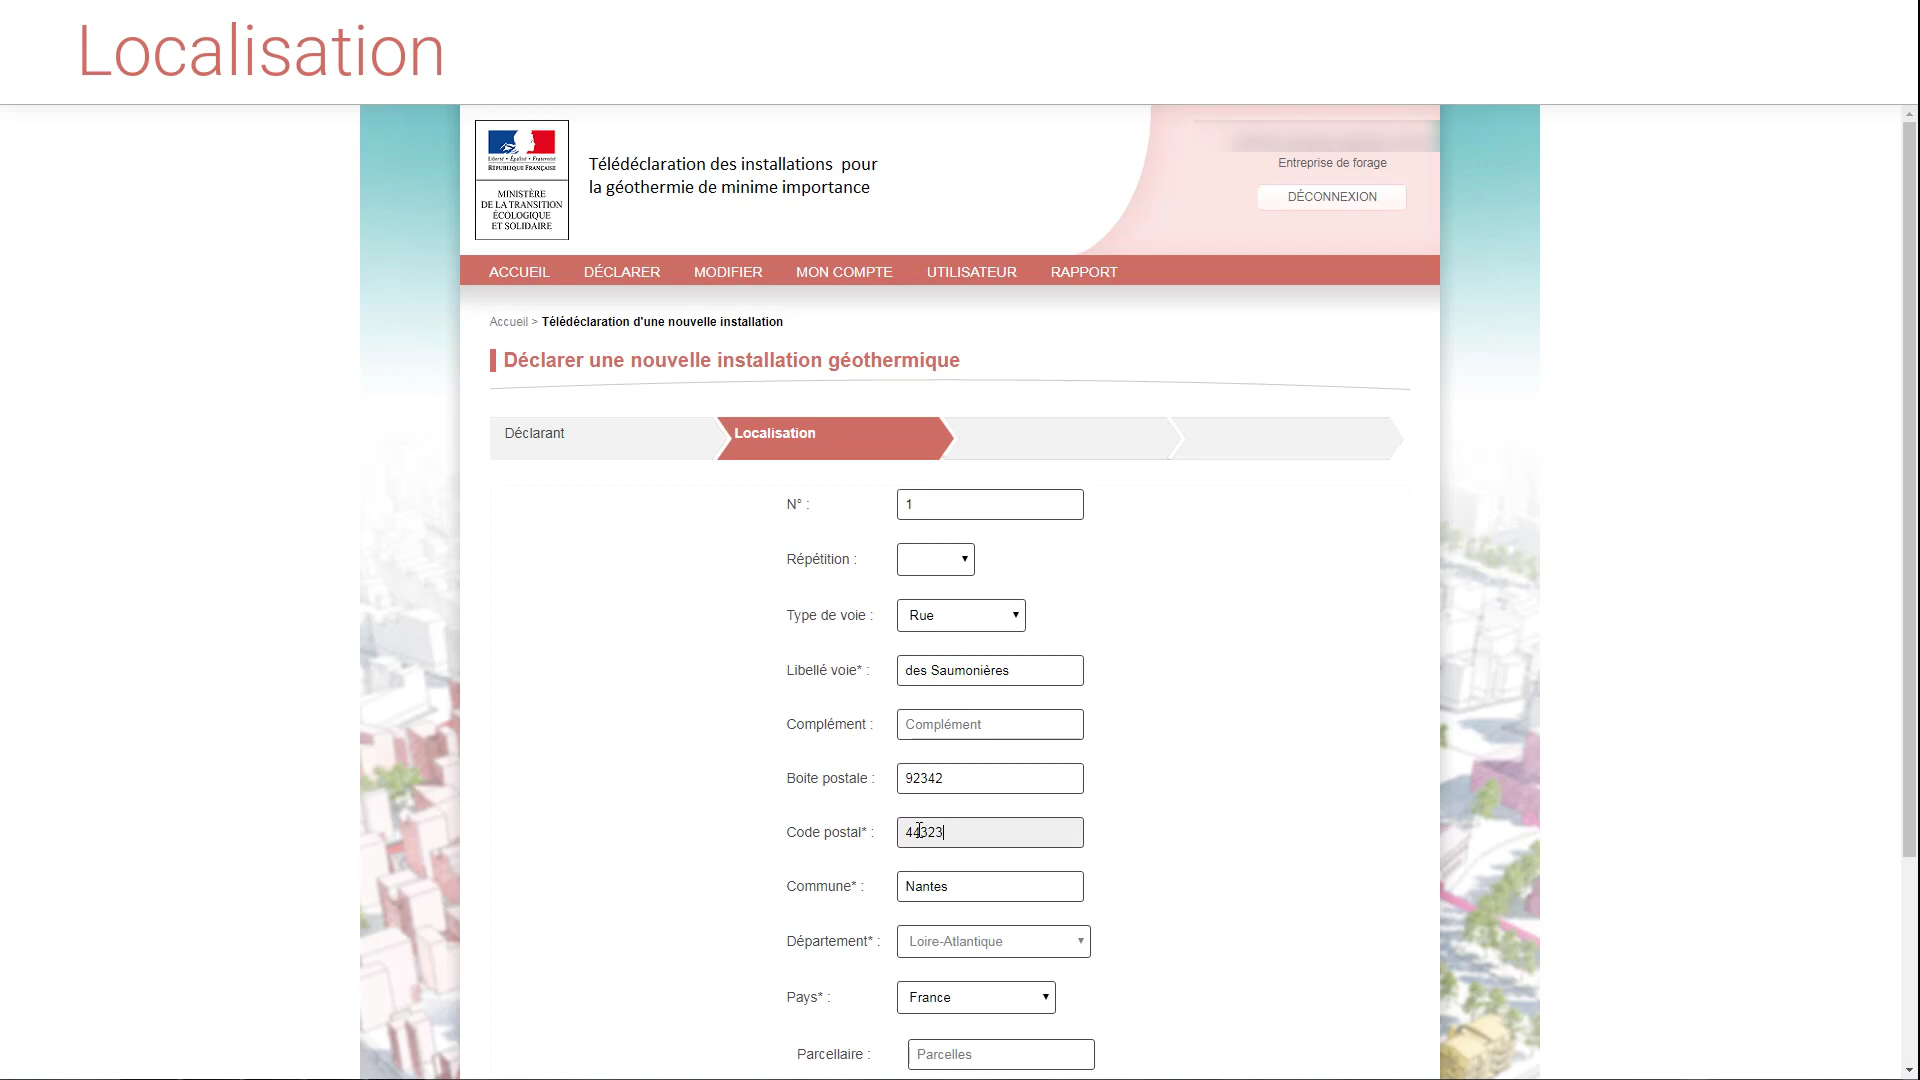 Localisation
Liberté • Égalité • Fraternité
RÉPUBLIQUE FRANÇAISE
MINISTÈRE
DE LA TRANSITION
ÉCOLOGIQUE
ET SOLIDAIRE
Télédéclaration des installations pour
la géothermie de minime importance
Entreprise de forage
DÉCONNEXION
ACCUEIL DÉCLARER MODIFIER MON COMPTE UTILISATEUR RAPPORT
Accueil > Télédéclaration d'une nouvelle installation
Déclarer une nouvelle installation géothermique
Déclarant Localisation
N° : 1
Répétition :
Type de voie : Rue
Libellé voie* : des Saumonières
Complément : Complément
Boite postale : 92342
Code postal* : 44323
Commune* : Nantes
Département* : Loire-Atlantique
Pays* : France
Parcellaire : Parcelles